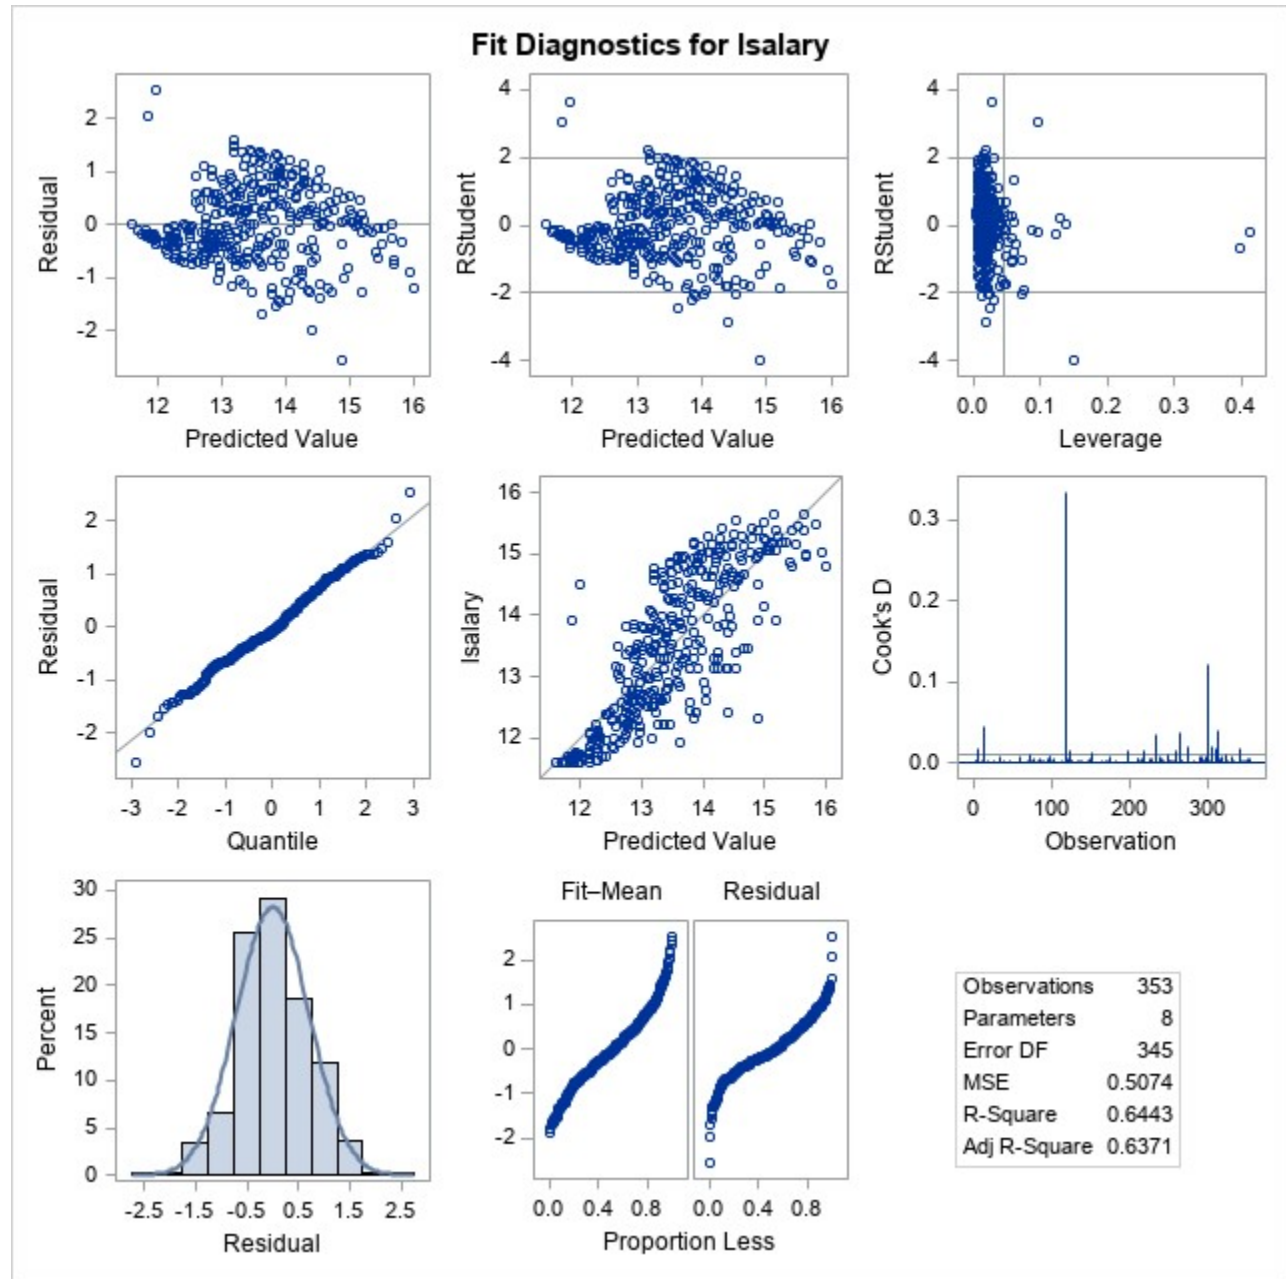 Fit Diagnostics for lsalary
Residual
2
1
0
-1
-2
12 13 14 15 16
Predicted Value
RStudent
4
2
0
-2
-4
12 13 14 15 16
Predicted Value
RStudent
4
2
0
-2
-4
0.0 0.1 0.2 0.3 0.4
Leverage
Residual
2
1
0
-1
-2
-3 -2 -1 0 1 2 3
Quantile
lsalary
16
15
14
13
12
12 13 14 15 16
Predicted Value
Cook's D
0.3
0.2
0.1
0.0
0 100 200 300
Observation
Percent
30
25
20
15
10
5
0
-2.5 -1.5 -0.5 0.5 1.5 2.5
Residual
Fit–Mean Residual
2
1
0
-1
-2
0.0 0.4 0.8 0.0 0.4 0.8
Proportion Less
Observations 353
Parameters 8
Error DF 345
MSE 0.5074
R-Square 0.6443
Adj R-Square 0.6371